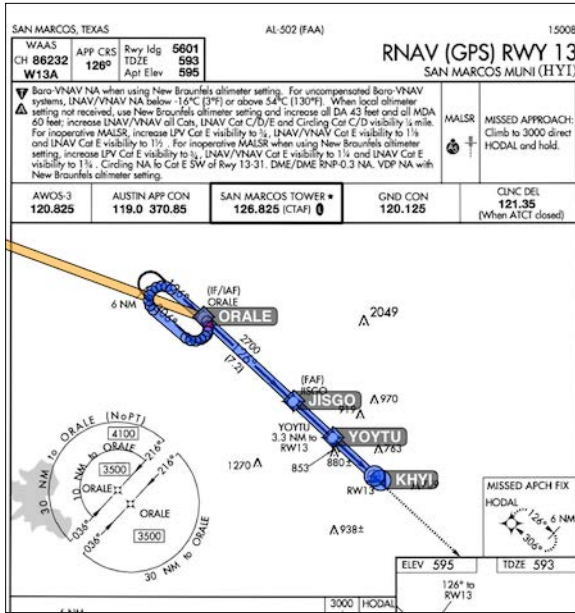 SAN MARCOS, TEXAS
AL-502 (FAA)
15008
WAAS
CH 86232
W13A
APP CRS
126°
Rwy ldg 5601
TDZE 593
Apt Elev 595
RNAV (GPS) RWY 13
SAN MARCOS MUNI (HYI)
Baro-VNAV NA when using New Braunfels altimeter setting. For uncompensated Baro-VNAV
systems, LNAV/VNAV NA below -16°C (3°F) or above 54°C (130°F). When local altimeter
setting not received, use New Braunfels altimeter setting and increase all DA 43 feet and all MDA
60 feet; increase LNAV/VNAV all Cats, LNAV Cat C/D/E and Circling Cat C/D visibility ¼ mile.
For inoperative MALSR, increase LPV Cat E visibility to ¾, LNAV/VNAV Cat E visibility to 1⅛
and LNAV Cat E visibility to 1½. For inoperative MALSR when using New Braunfels altimeter
setting, increase LPV Cat E visibility to ¾, LNAV/VNAV Cat E visibility to 1¼ and LNAV Cat E
visibility to 1¾. Circling NA to Cat E SW of Rwy 13-31. DME/DME RNP-0.3 NA. VDP NA with
New Braunfels altimeter setting.
MALSR
MISSED APPROACH:
Climb to 3000 direct
HODAL and hold.
AWOS-3
120.825
AUSTIN APP CON
119.0 370.85
SAN MARCOS TOWER ★
126.825 (CTAF)
GND CON
120.125
CLNC DEL
121.35
(When ATCT closed)
6 NM
(IF/IAF)
ORALE
ORALE
2049
2700
126°
(7.2)
(FAF)
JISGO
JISGO
970
919
YOYTU
3.3 NM to
RW13
YOYTU
763
853
880±
1270
KHYI
RW13
938±
30 NM to ORALE (NoPT)
4100
10 NM to ORALE
3500
216°
216°
ORALE
ORALE
036°
036°
3500
30 NM to ORALE
MISSED APCH FIX
HODAL
6 NM
126°
306°
ELEV 595
TDZE 593
126° to
RW13
3000
HODAL